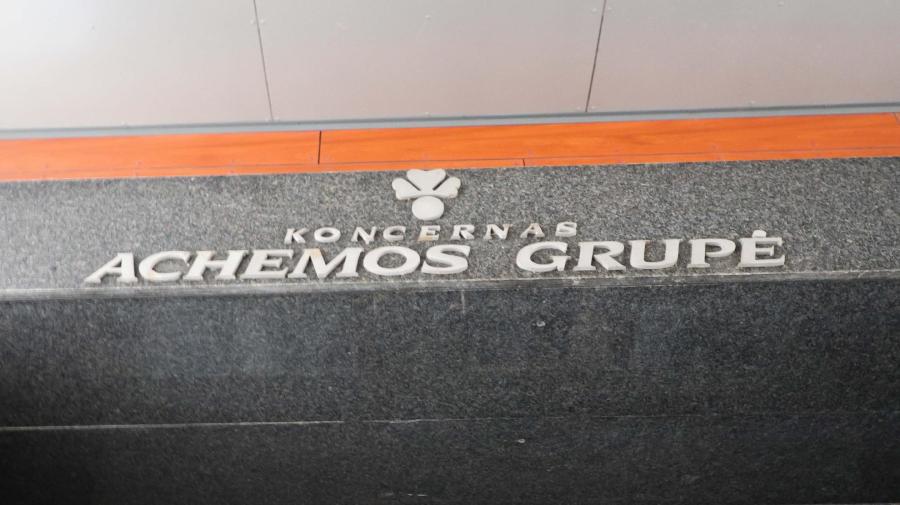 KONCERNAS
ACHEMOS GRUPĖ